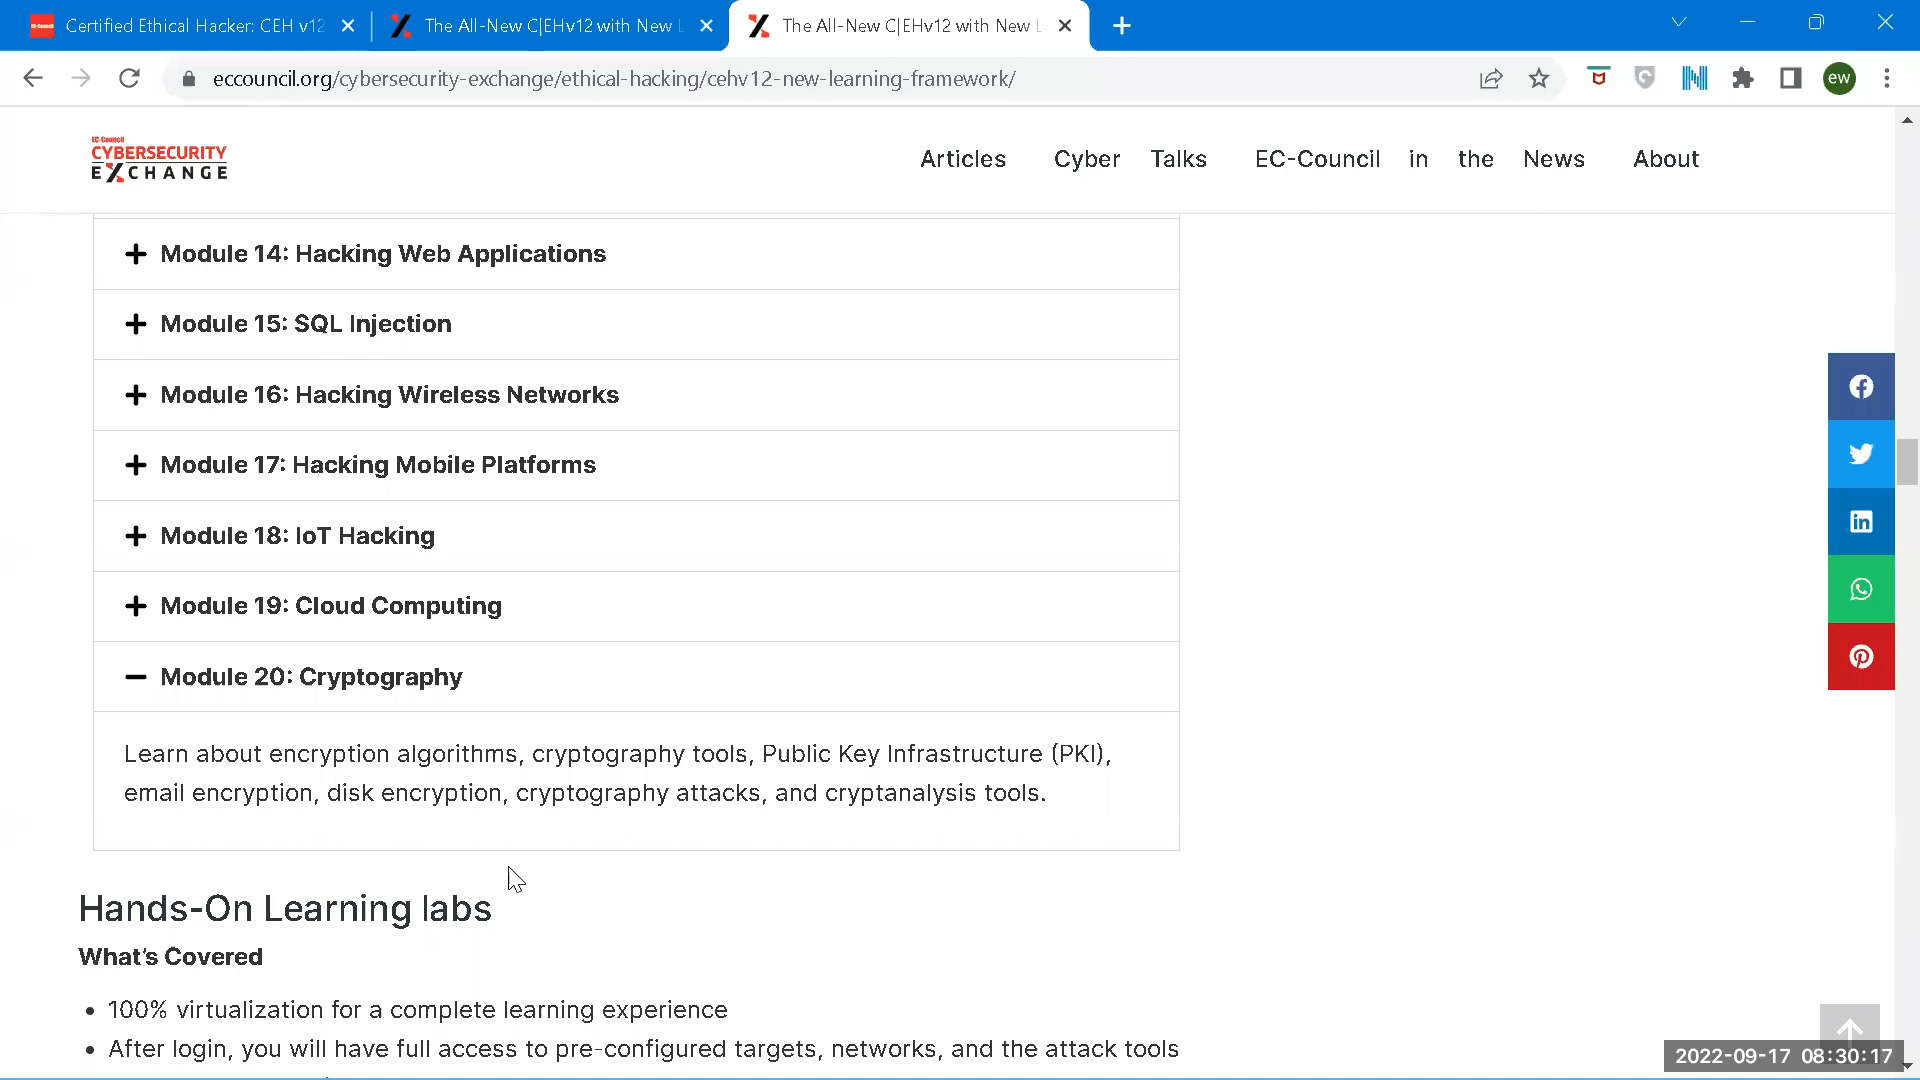 Certified Ethical Hacker: CEH v12
The All-New C|EHv12 with New L
The All-New C|EHv12 with New L
eccouncil.org/cybersecurity-exchange/ethical-hacking/cehv12-new-learning-framework/
ew
EC-Council
CYBERSECURITY
EXCHANGE
Articles Cyber Talks EC-Council in the News About
Module 14: Hacking Web Applications
Module 15: SQL Injection
Module 16: Hacking Wireless Networks
Module 17: Hacking Mobile Platforms
Module 18: IoT Hacking
Module 19: Cloud Computing
Module 20: Cryptography
Learn about encryption algorithms, cryptography tools, Public Key Infrastructure (PKI),
email encryption, disk encryption, cryptography attacks, and cryptanalysis tools.
Hands-On Learning labs
What's Covered
• 100% virtualization for a complete learning experience
• After login, you will have full access to pre-configured targets, networks, and the attack tools
2022-09-17 08:30:17